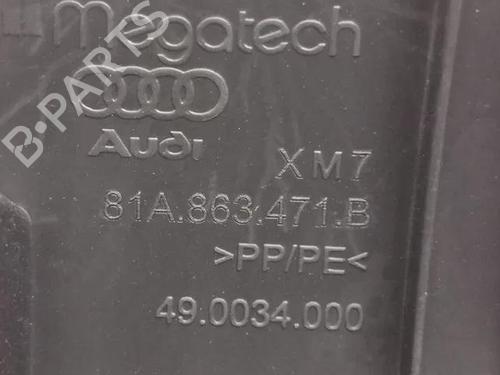 megatech
Audi
XM7
81A.863.471.B
>PP/PE<
49.0034.000
B-PARTS